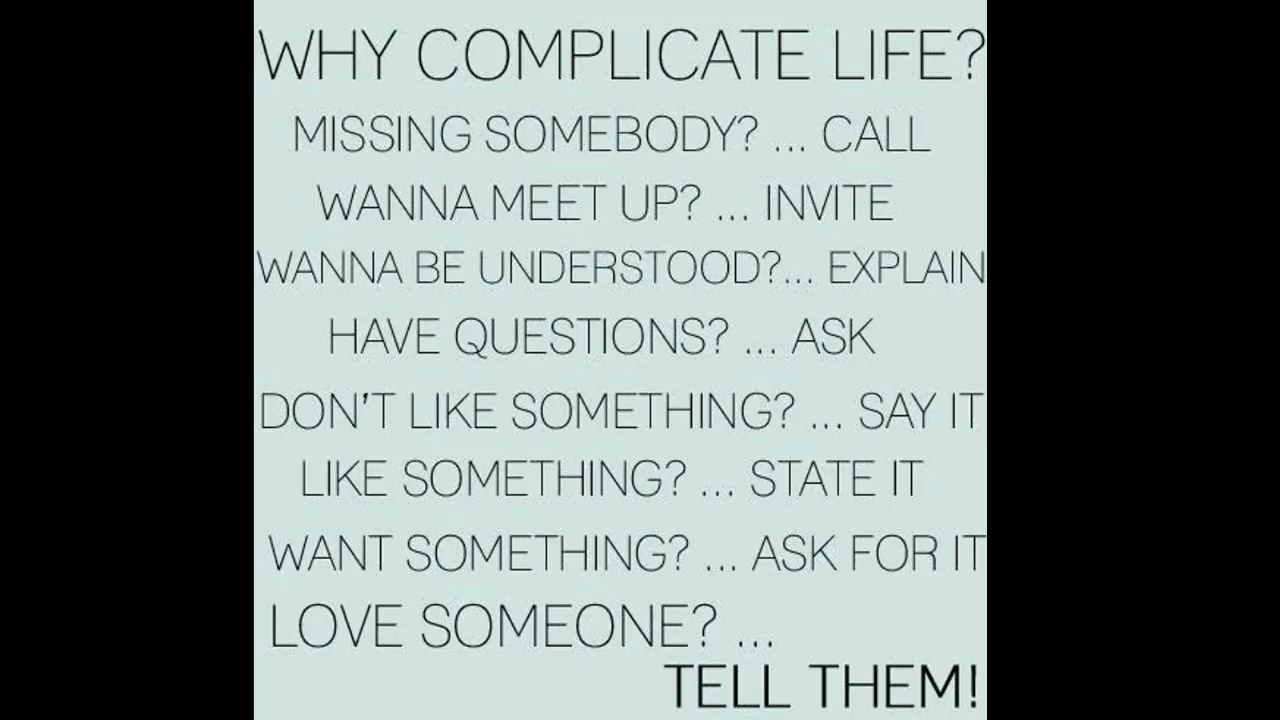 WHY COMPLICATE LIFE?
MISSING SOMEBODY? ... CALL
WANNA MEET UP? ... INVITE
WANNA BE UNDERSTOOD?... EXPLAIN
HAVE QUESTIONS? ... ASK
DON'T LIKE SOMETHING? ... SAY IT
LIKE SOMETHING? ... STATE IT
WANT SOMETHING? ... ASK FOR IT
LOVE SOMEONE? ...
TELL THEM!